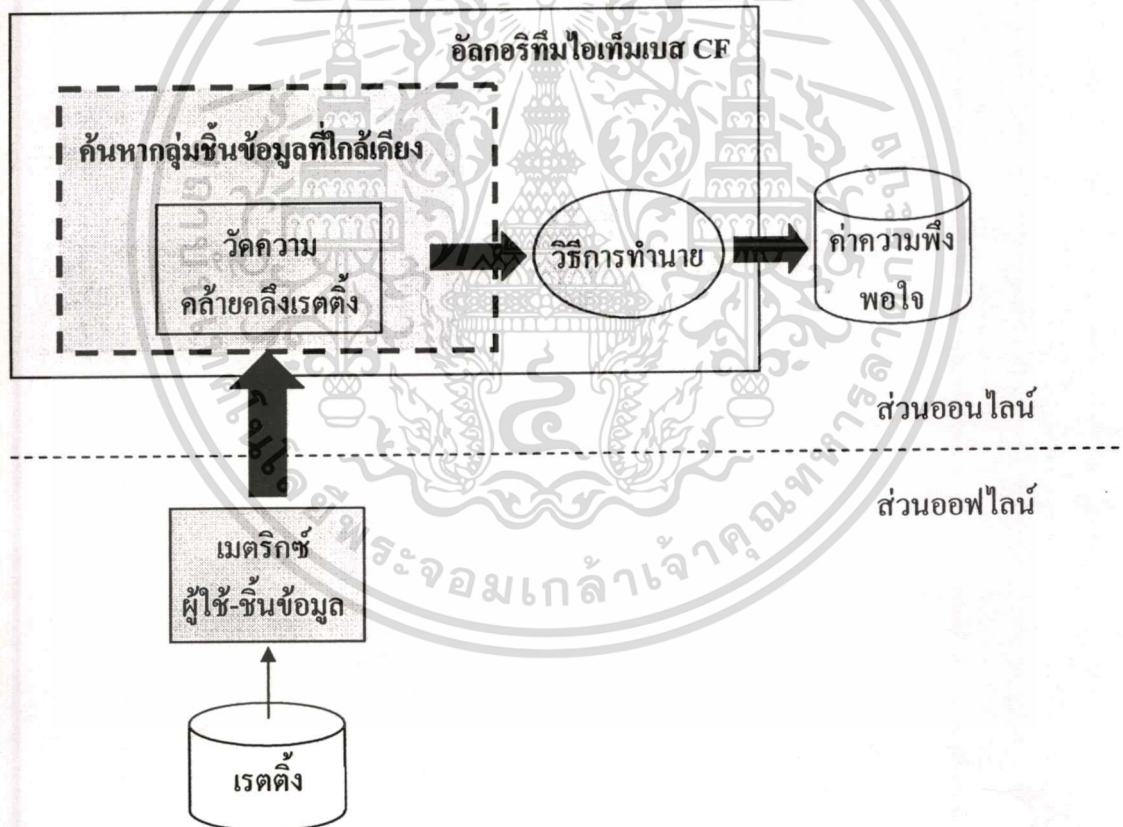 อัลกอริทึมไอเท็มเบส CF
ค้นหากลุ่มชิ้นข้อมูลที่ใกล้เคียง
วัดความ
คล้ายคลึงเรตติ้ง
วิธีการทำนาย
ค่าความพึง
พอใจ
ส่วนออนไลน์
ส่วนออฟไลน์
เมตริกซ์
ผู้ใช้-ชิ้นข้อมูล
เรตติ้ง
พระจอมเกล้าเจ้าคุณทหารลา